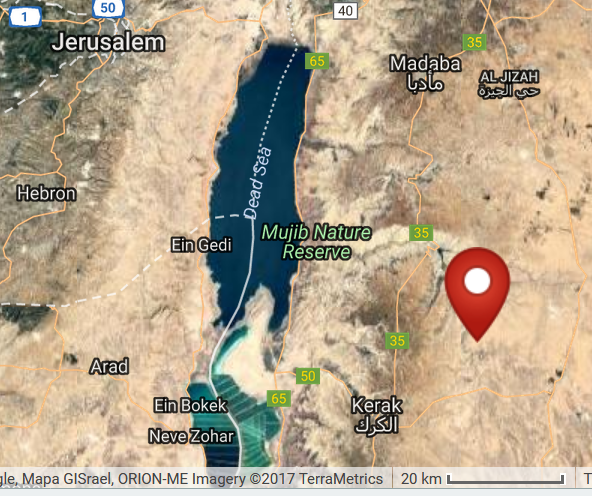 1
50
40
Jerusalem
35
65
Madaba
مأدبا
AL JIZAH
حي الجيزة
Hebron
Dead Sea
35
Mujib Nature
Reserve
Ein Gedi
35
Arad
50
65
Ein Bokek
Kerak
الكرك
Neve Zohar
gle, Mapa GISrael, ORION-ME Imagery ©2017 TerraMetrics
20 km
T